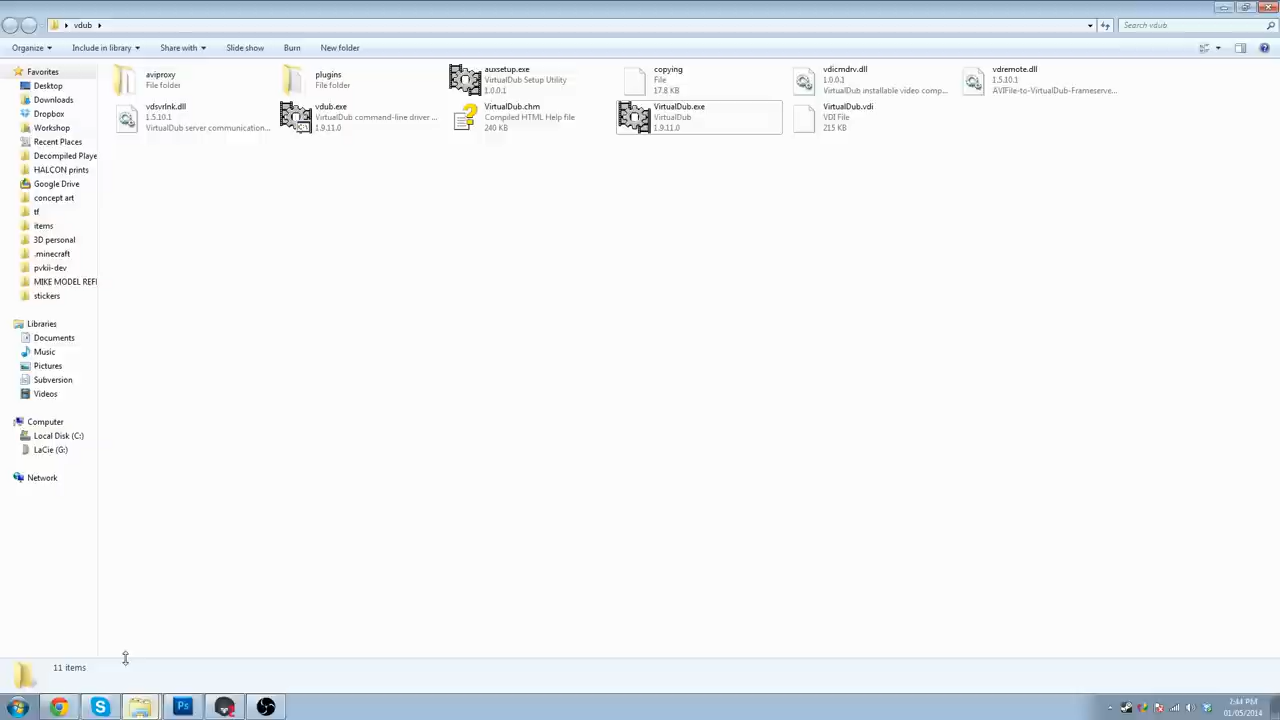 vdub
Search vdub
Organize
Include in library
Share with
Slide show
Burn
New folder
Favorites
Desktop
Downloads
Dropbox
Workshop
Recent Places
Decompiled Playe
HALCON prints
Google Drive
concept art
tf
items
3D personal
.minecraft
pvkii-dev
MIKE MODEL REF
stickers
Libraries
Documents
Music
Pictures
Subversion
Videos
Computer
Local Disk (C:)
LaCie (G:)
Network
aviproxy
File folder
plugins
File folder
auxsetup.exe
VirtualDub Setup Utility
1.0.0.1
copying
File
17.8 KB
vdicmdrv.dll
1.0.0.1
VirtualDub installable video comp...
vdremote.dll
1.5.10.1
AVIFile-to-VirtualDub-Frameserve...
vdsvrlnk.dll
1.5.10.1
VirtualDub server communication...
vdub.exe
VirtualDub command-line driver ...
1.9.11.0
VirtualDub.chm
Compiled HTML Help file
240 KB
VirtualDub.exe
VirtualDub
1.9.11.0
VirtualDub.vdi
VDI File
215 KB
11 items
Ps
7:44 PM
01/05/2014